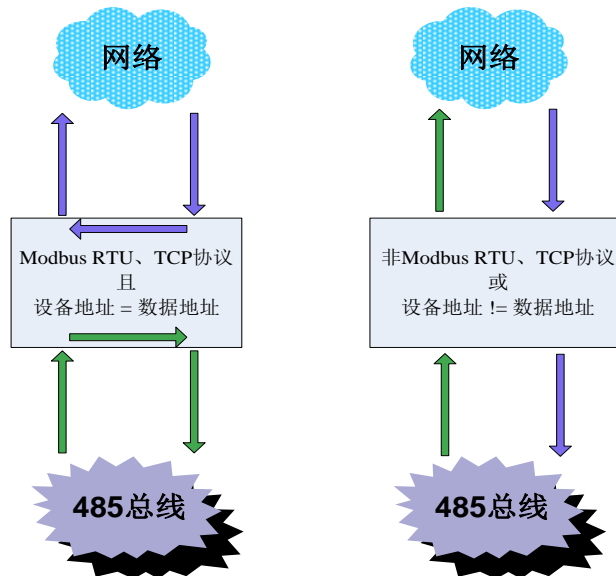 网络
Modbus RTU、TCP协议
且
设备地址 = 数据地址
485总线
网络
非Modbus RTU、TCP协议
或
设备地址 != 数据地址
485总线